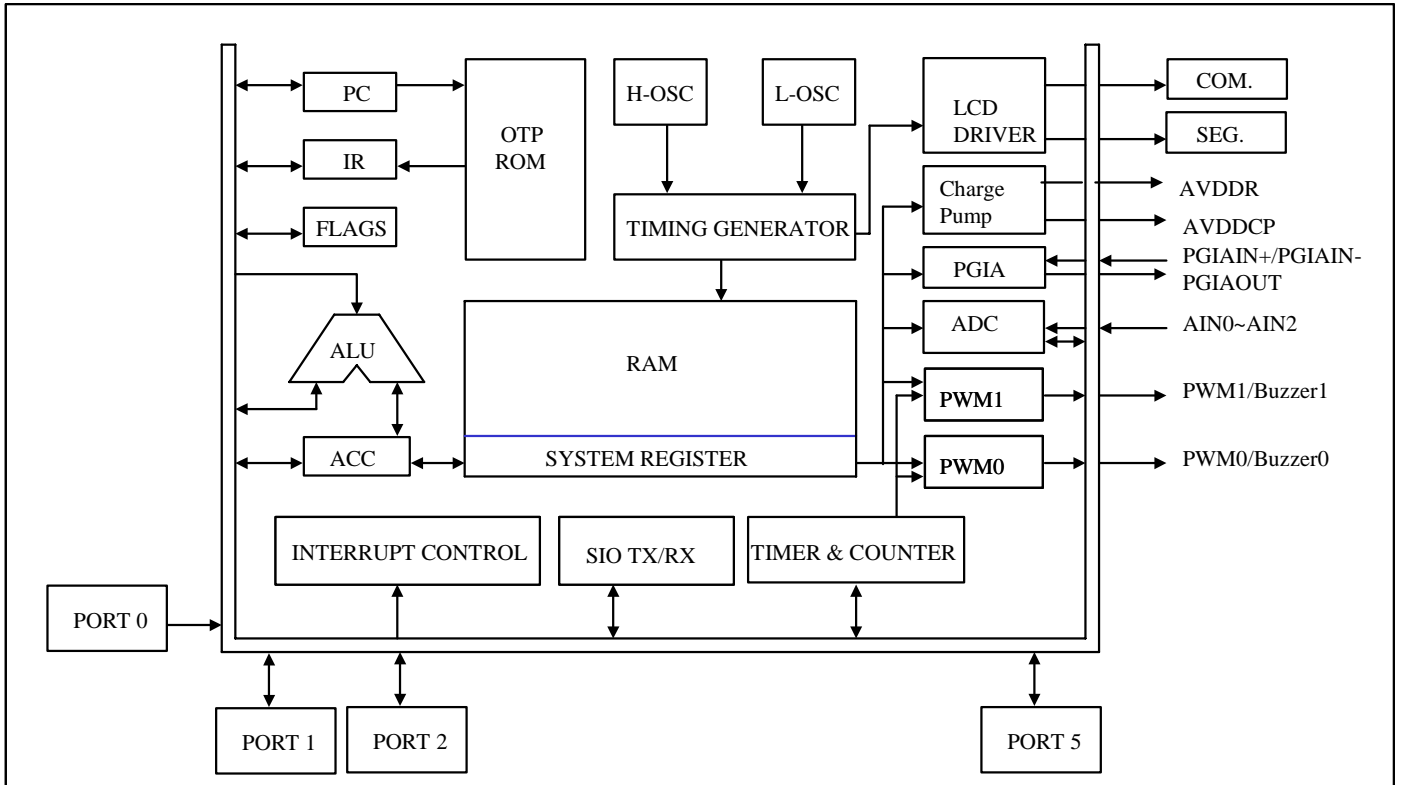 PC
OTP
ROM
H-OSC
L-OSC
LCD
DRIVER
COM.
SEG.
IR
FLAGS
TIMING GENERATOR
Charge
Pump
AVDDR
AVDDCP
PGIA
PGIAIN+/PGIAIN-
PGIAOUT
ALU
RAM
ADC
AIN0~AIN2
PWM1
PWM1/Buzzer1
ACC
SYSTEM REGISTER
PWM0
PWM0/Buzzer0
INTERRUPT CONTROL
SIO TX/RX
TIMER & COUNTER
PORT 0
PORT 1
PORT 2
PORT 5